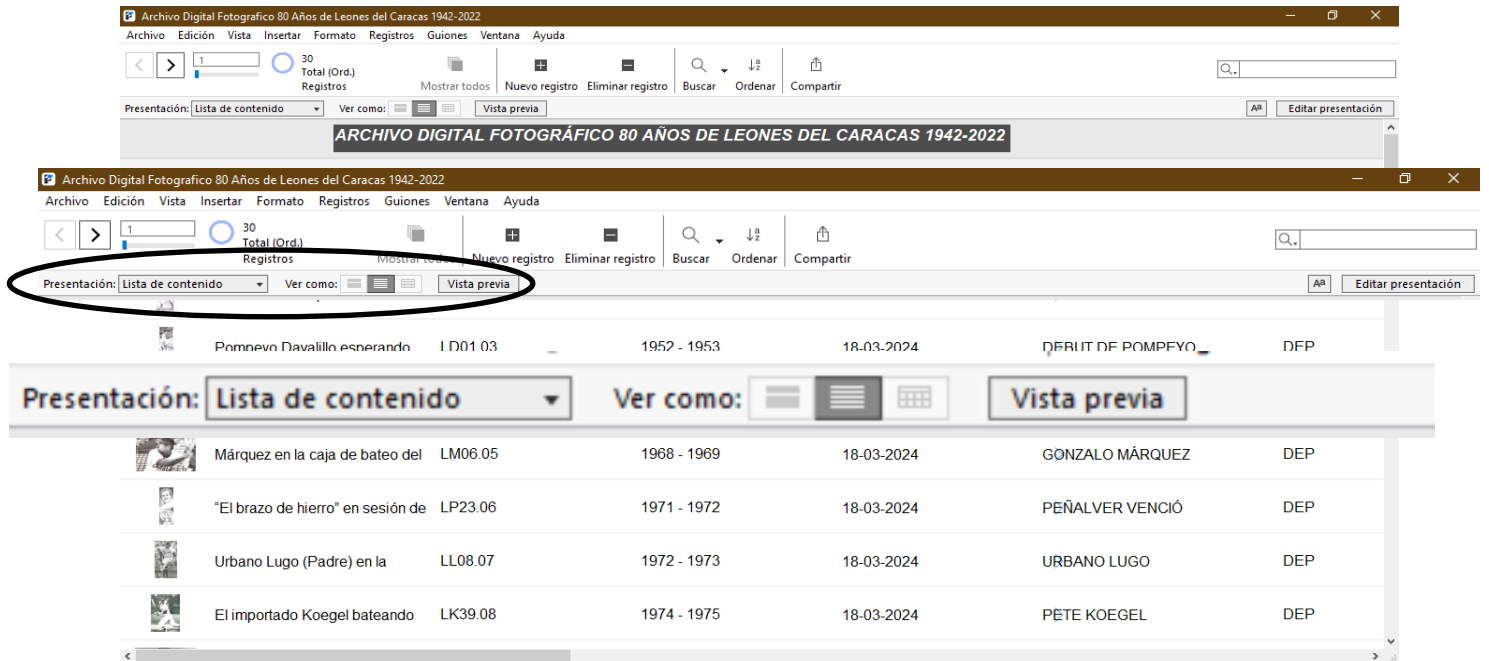 Archivo Digital Fotografico 80 Años de Leones del Caracas 1942-2022
Archivo Edición Vista Insertar Formato Registros Guiones Ventana Ayuda
1
30
Total (Ord.)
Registros
Mostrar todos Nuevo registro Eliminar registro Buscar Ordenar Compartir
Presentación: Lista de contenido Ver como: Vista previa Aª Editar presentación
ARCHIVO DIGITAL FOTOGRÁFICO 80 AÑOS DE LEONES DEL CARACAS 1942-2022
Archivo Digital Fotografico 80 Años de Leones del Caracas 1942-2022
Archivo Edición Vista Insertar Formato Registros Guiones Ventana Ayuda
1
30
Total (Ord.)
Registros
Mostrar todos Nuevo registro Eliminar registro Buscar Ordenar Compartir
Presentación: Lista de contenido Ver como: Vista previa Aª Editar presentación
Pompeyo Davalillo esperando LD01.03 1952 - 1953 18-03-2024 DEBUT DE POMPEYO DEP
Presentación: Lista de contenido Ver como: Vista previa
Márquez en la caja de bateo del LM06.05 1968 - 1969 18-03-2024 GONZALO MÁRQUEZ DEP
“El brazo de hierro” en sesión de LP23.06 1971 - 1972 18-03-2024 PEÑALVER VENCIÓ DEP
Urbano Lugo (Padre) en la LL08.07 1972 - 1973 18-03-2024 URBANO LUGO DEP
El importado Koegel bateando LK39.08 1974 - 1975 18-03-2024 PETE KOEGEL DEP